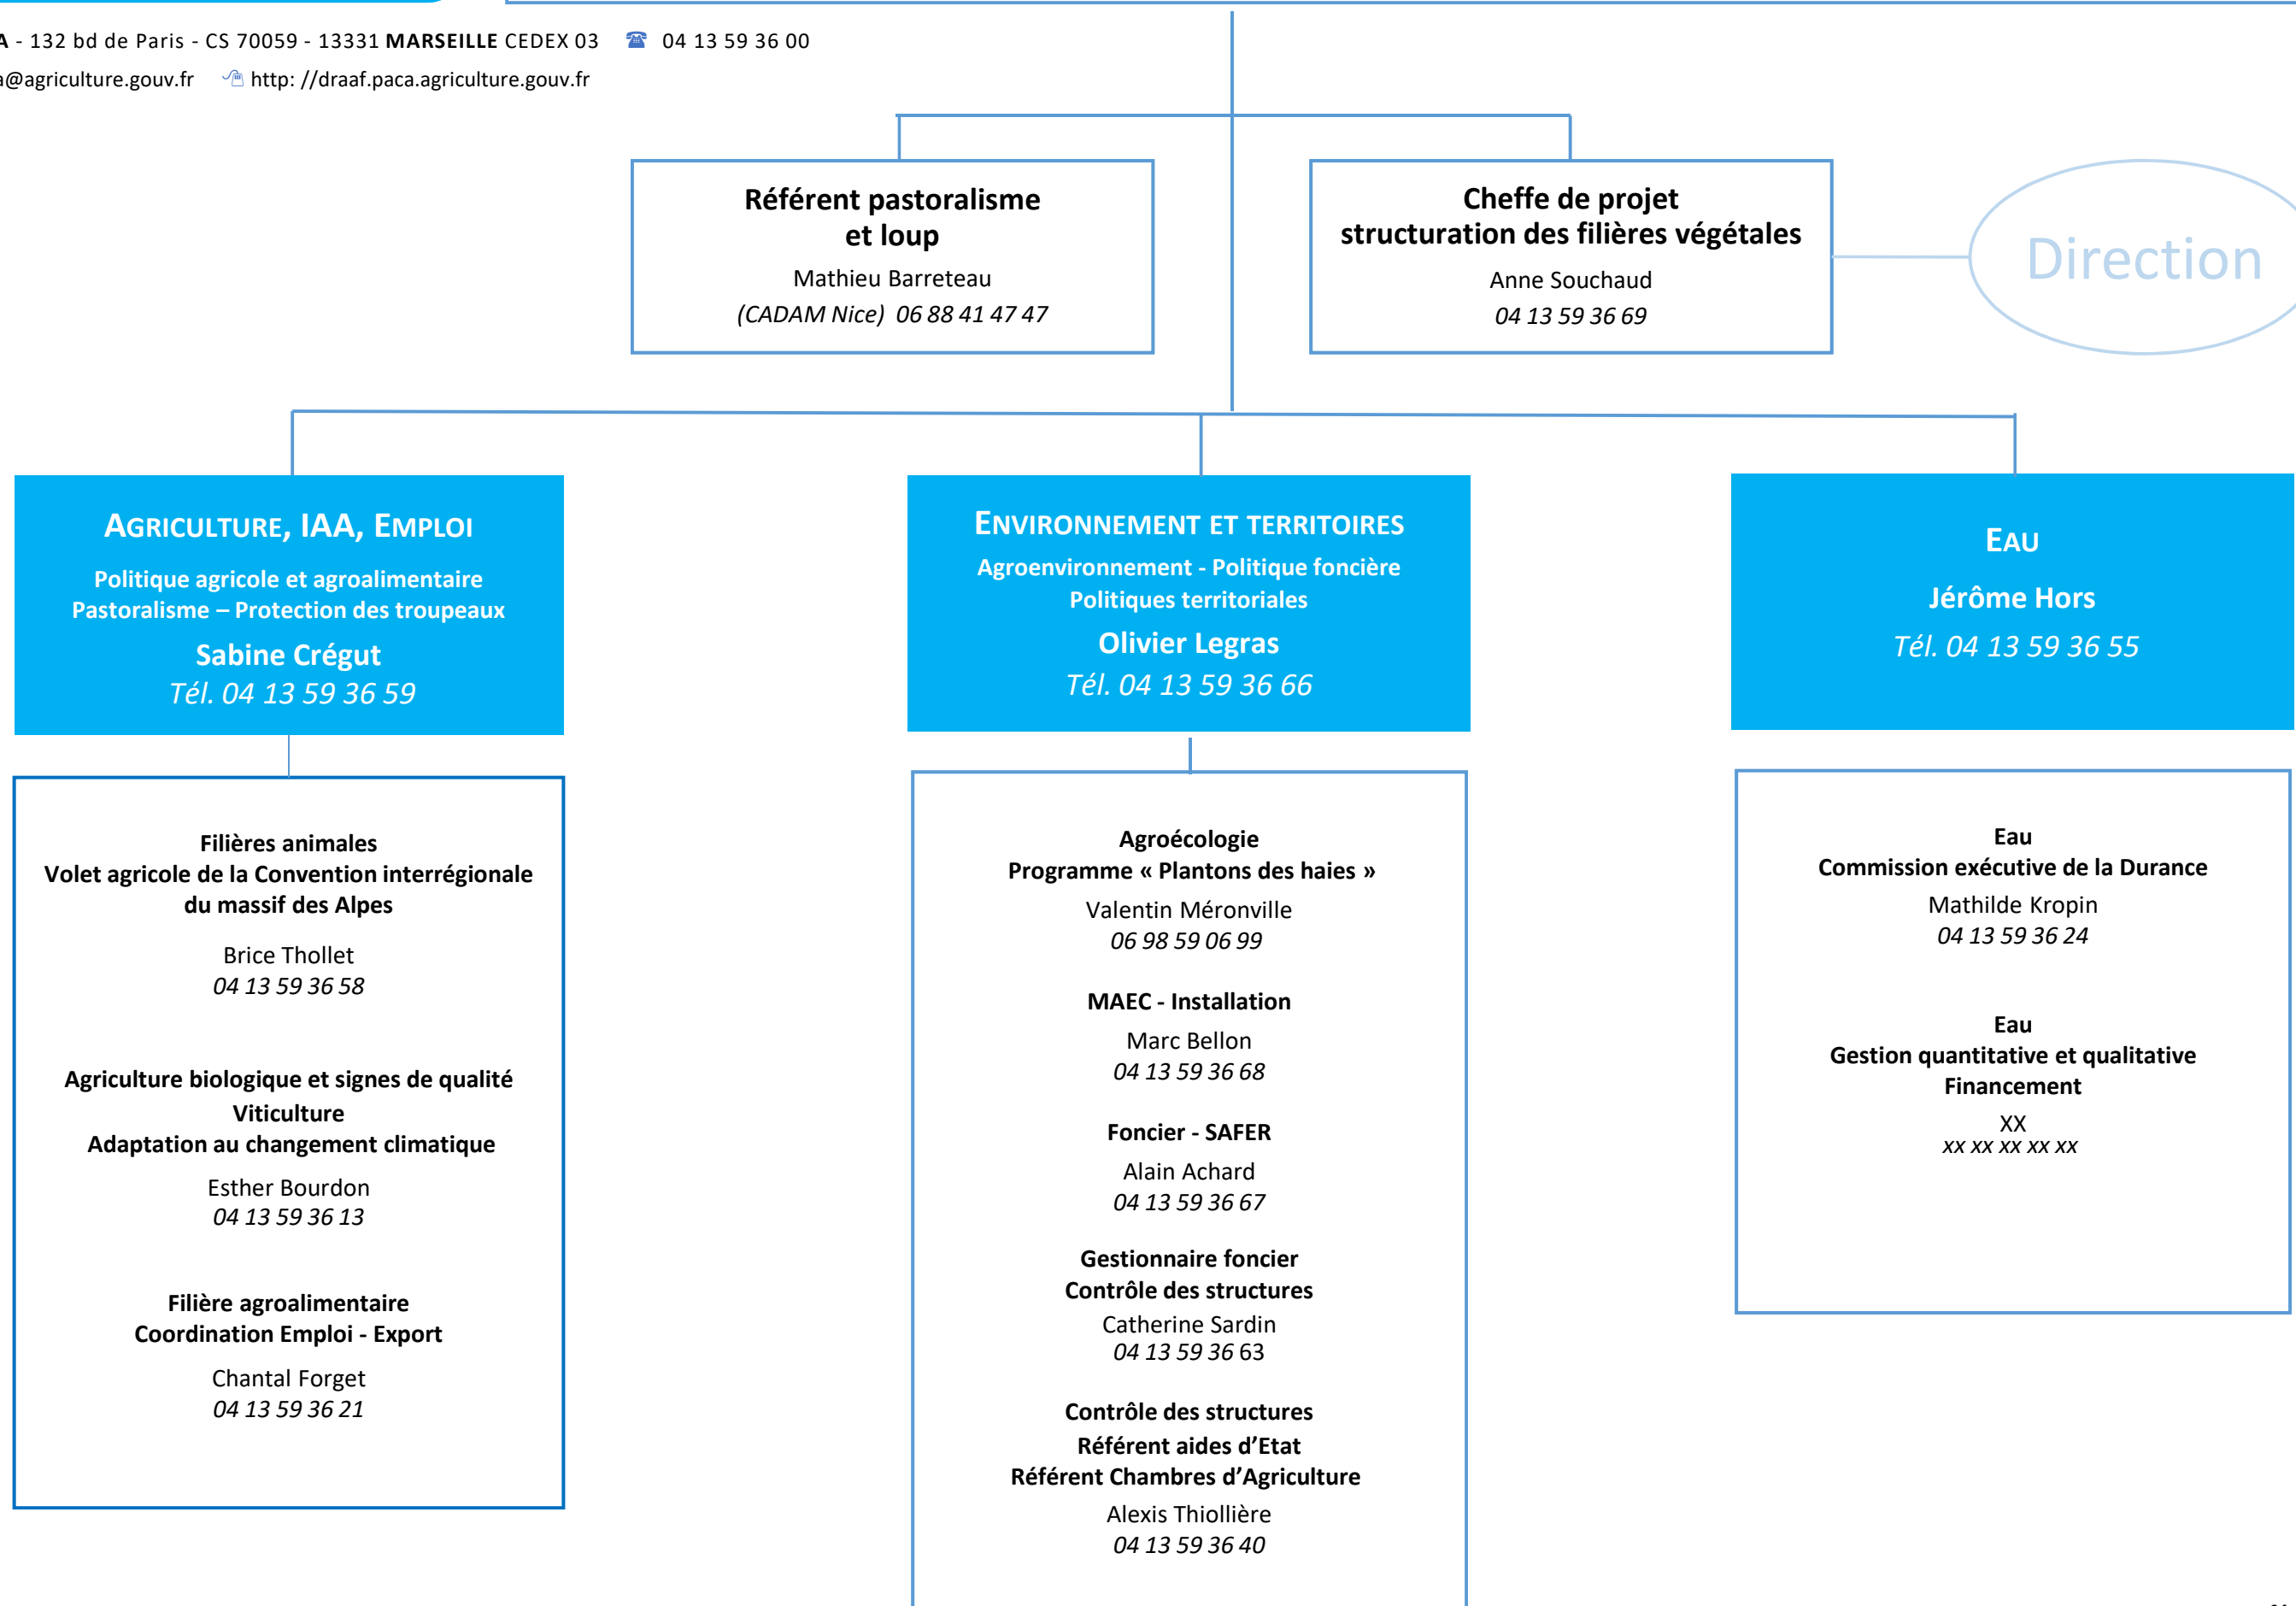 A - 132 bd de Paris - CS 70059 - 13331 MARSEILLE CEDEX 03 ☎ 04 13 59 36 00
a@agriculture.gouv.fr http: //draaf.paca.agriculture.gouv.fr
Référent pastoralisme
et loup
Mathieu Barreteau
(CADAM Nice) 06 88 41 47 47
Cheffe de projet
structuration des filières végétales
Anne Souchaud
04 13 59 36 69
Direction
AGRICULTURE, IAA, EMPLOI
Politique agricole et agroalimentaire
Pastoralisme – Protection des troupeaux
Sabine Crégut
Tél. 04 13 59 36 59
ENVIRONNEMENT ET TERRITOIRES
Agroenvironnement - Politique foncière
Politiques territoriales
Olivier Legras
Tél. 04 13 59 36 66
EAU
Jérôme Hors
Tél. 04 13 59 36 55
Filières animales
Volet agricole de la Convention interrégionale
du massif des Alpes
Brice Thollet
04 13 59 36 58
Agriculture biologique et signes de qualité
Viticulture
Adaptation au changement climatique
Esther Bourdon
04 13 59 36 13
Filière agroalimentaire
Coordination Emploi - Export
Chantal Forget
04 13 59 36 21
Agroécologie
Programme « Plantons des haies »
Valentin Méronville
06 98 59 06 99
MAEC - Installation
Marc Bellon
04 13 59 36 68
Foncier - SAFER
Alain Achard
04 13 59 36 67
Gestionnaire foncier
Contrôle des structures
Catherine Sardin
04 13 59 36 63
Contrôle des structures
Référent aides d’Etat
Référent Chambres d’Agriculture
Alexis Thiollière
04 13 59 36 40
Eau
Commission exécutive de la Durance
Mathilde Kropin
04 13 59 36 24
Eau
Gestion quantitative et qualitative
Financement
XX
xx xx xx xx xx